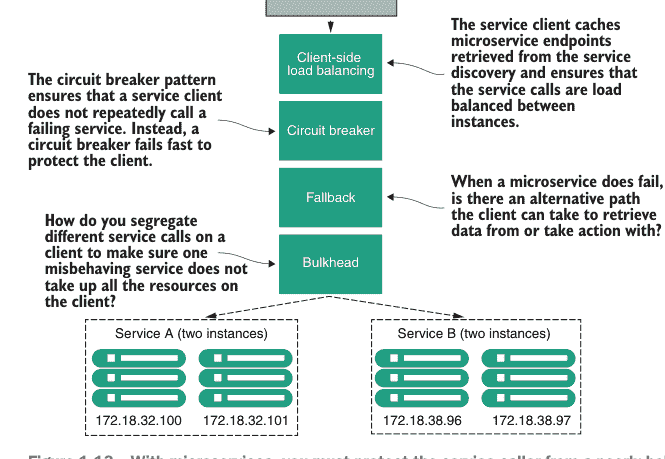 Client-side
load balancing
The service client caches
microservice endpoints
retrieved from the service
discovery and ensures that
the service calls are load
balanced between
instances.
The circuit breaker pattern
ensures that a service client
does not repeatedly call a
failing service. Instead, a
circuit breaker fails fast to
protect the client.
Circuit breaker
Fallback
When a microservice does fail,
is there an alternative path
the client can take to retrieve
data from or take action with?
How do you segregate
different service calls on a
client to make sure one
misbehaving service does not
take up all the resources on
the client?
Bulkhead
Service A (two instances)
Service B (two instances)
172.18.32.100
172.18.32.101
172.18.38.96
172.18.38.97